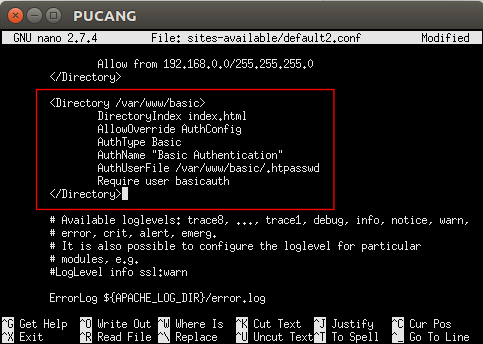 PUCANG
GNU nano 2.7.4 File: sites-available/default2.conf Modified
Allow from 192.168.0.0/255.255.255.0
</Directory>
<Directory /var/www/basic>
DirectoryIndex index.html
AllowOverride AuthConfig
AuthType Basic
AuthName "Basic Authentication"
AuthUserFile /var/www/basic/.htpasswd
Require user basicauth
</Directory>
# Available loglevels: trace8, ..., trace1, debug, info, notice, warn,
# error, crit, alert, emerg.
# It is also possible to configure the loglevel for particular
# modules, e.g.
#LogLevel info ssl:warn
ErrorLog ${APACHE_LOG_DIR}/error.log
^G Get Help ^O Write Out ^W Where Is ^K Cut Text ^J Justify ^C Cur Pos
^X Exit ^R Read File ^\ Replace ^U Uncut Text ^T To Spell ^_ Go To Line